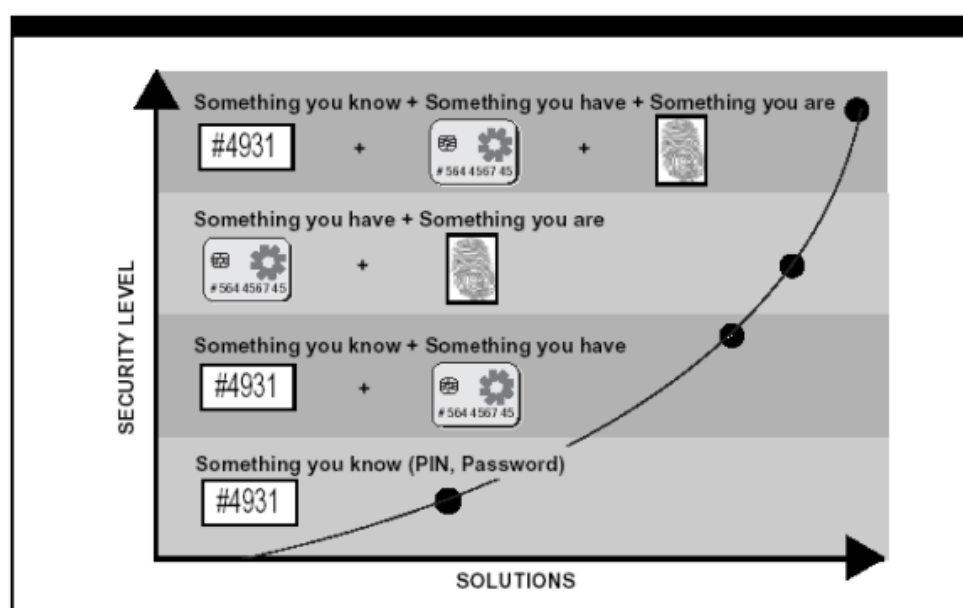 Something you know + Something you have + Something you are
#4931 + # 564 4567 45 +
Something you have + Something you are
# 564 4567 45 +
Something you know + Something you have
#4931 + # 564 4567 45
Something you know (PIN, Password)
#4931
SECURITY LEVEL
SOLUTIONS